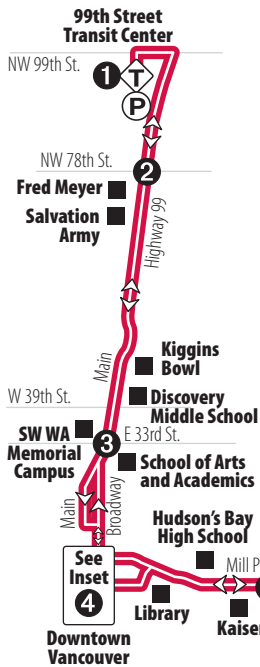 99th Street
Transit Center
NW 99th St.
1
T
P
NW 78th St.
2
Fred Meyer
Salvation
Army
Highway 99
Main
Kiggins
Bowl
W 39th St.
Discovery
Middle School
SW WA
Memorial
Campus
3
E 33rd St.
School of Arts
and Academics
Main
Broadway
Hudson's Bay
High School
See
Inset
4
Mill P
Library
Kaiser
Downtown
Vancouver